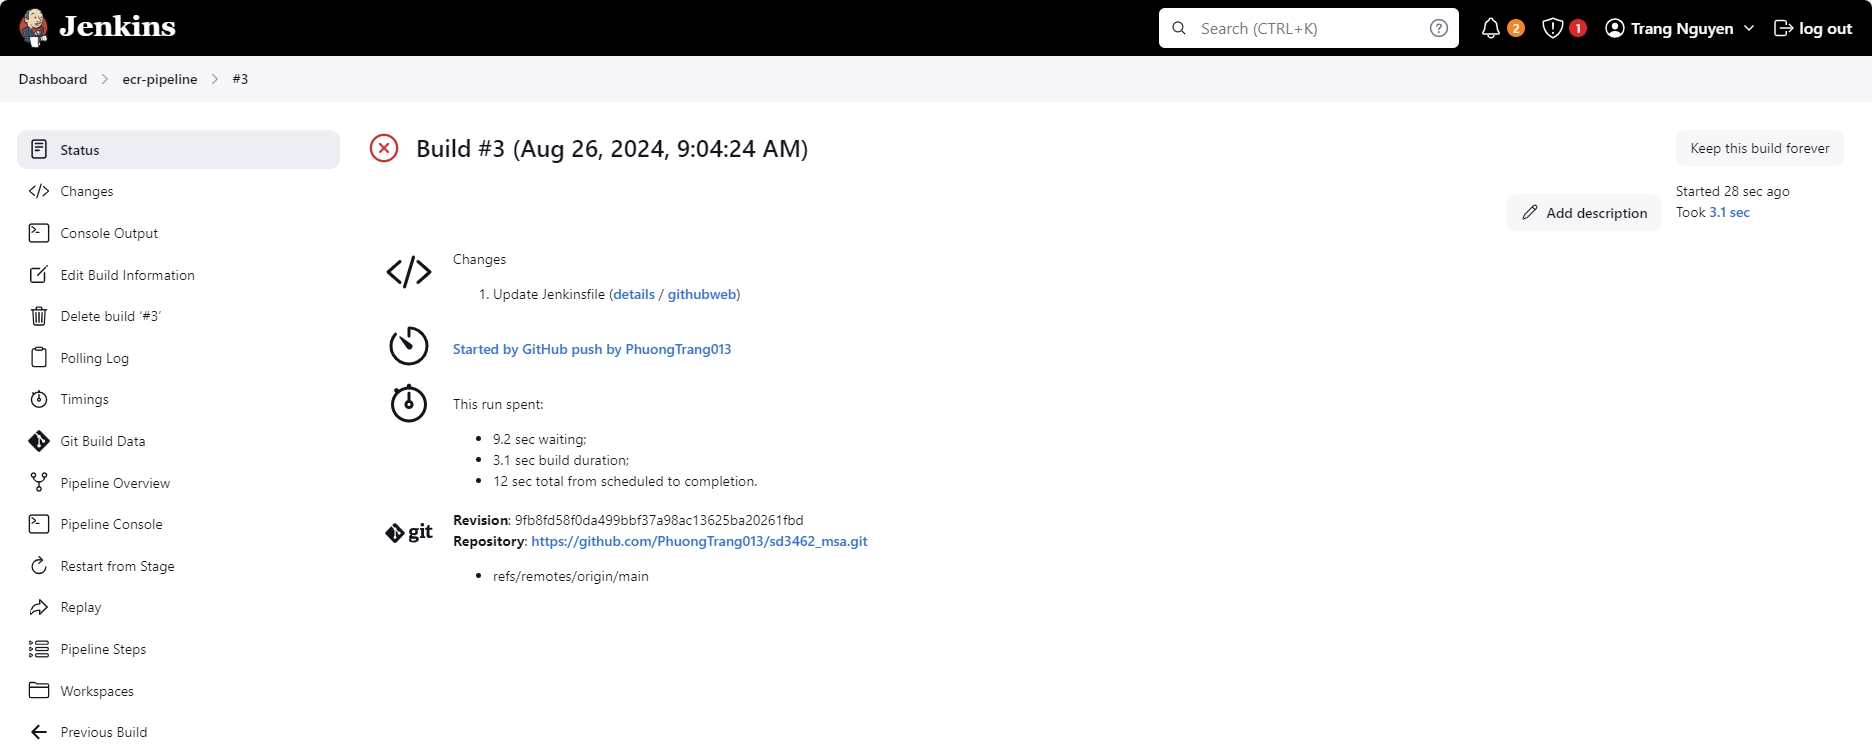 Jenkins
Search (CTRL+K)
2
1
Trang Nguyen
log out
Dashboard
ecr-pipeline
#3
Status
Changes
Console Output
Edit Build Information
Delete build ‘#3’
Polling Log
Timings
Git Build Data
Pipeline Overview
Pipeline Console
Restart from Stage
Replay
Pipeline Steps
Workspaces
Previous Build
Build #3 (Aug 26, 2024, 9:04:24 AM)
Keep this build forever
Add description
Started 28 sec ago
Took 3.1 sec
Changes
1. Update Jenkinsfile (details / githubweb)
Started by GitHub push by PhuongTrang013
This run spent:
9.2 sec waiting;
3.1 sec build duration;
12 sec total from scheduled to completion.
git
Revision: 9fb8fd58f0da499bbf37a98ac13625ba20261fbd
Repository: https://github.com/PhuongTrang013/sd3462_msa.git
refs/remotes/origin/main